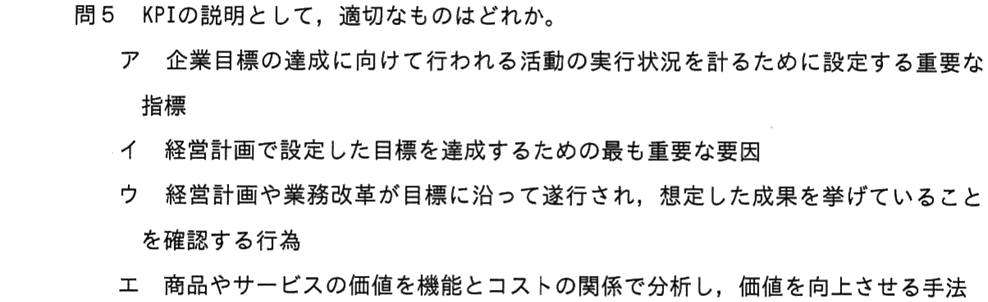 問5 KPIの説明として，適切なものはどれか。
ア 企業目標の達成に向けて行われる活動の実行状況を計るために設定する重要な
指標
イ 経営計画で設定した目標を達成するための最も重要な要因
ウ 経営計画や業務改革が目標に沿って遂行され，想定した成果を挙げていること
を確認する行為
エ 商品やサービスの価値を機能とコストの関係で分析し，価値を向上させる手法